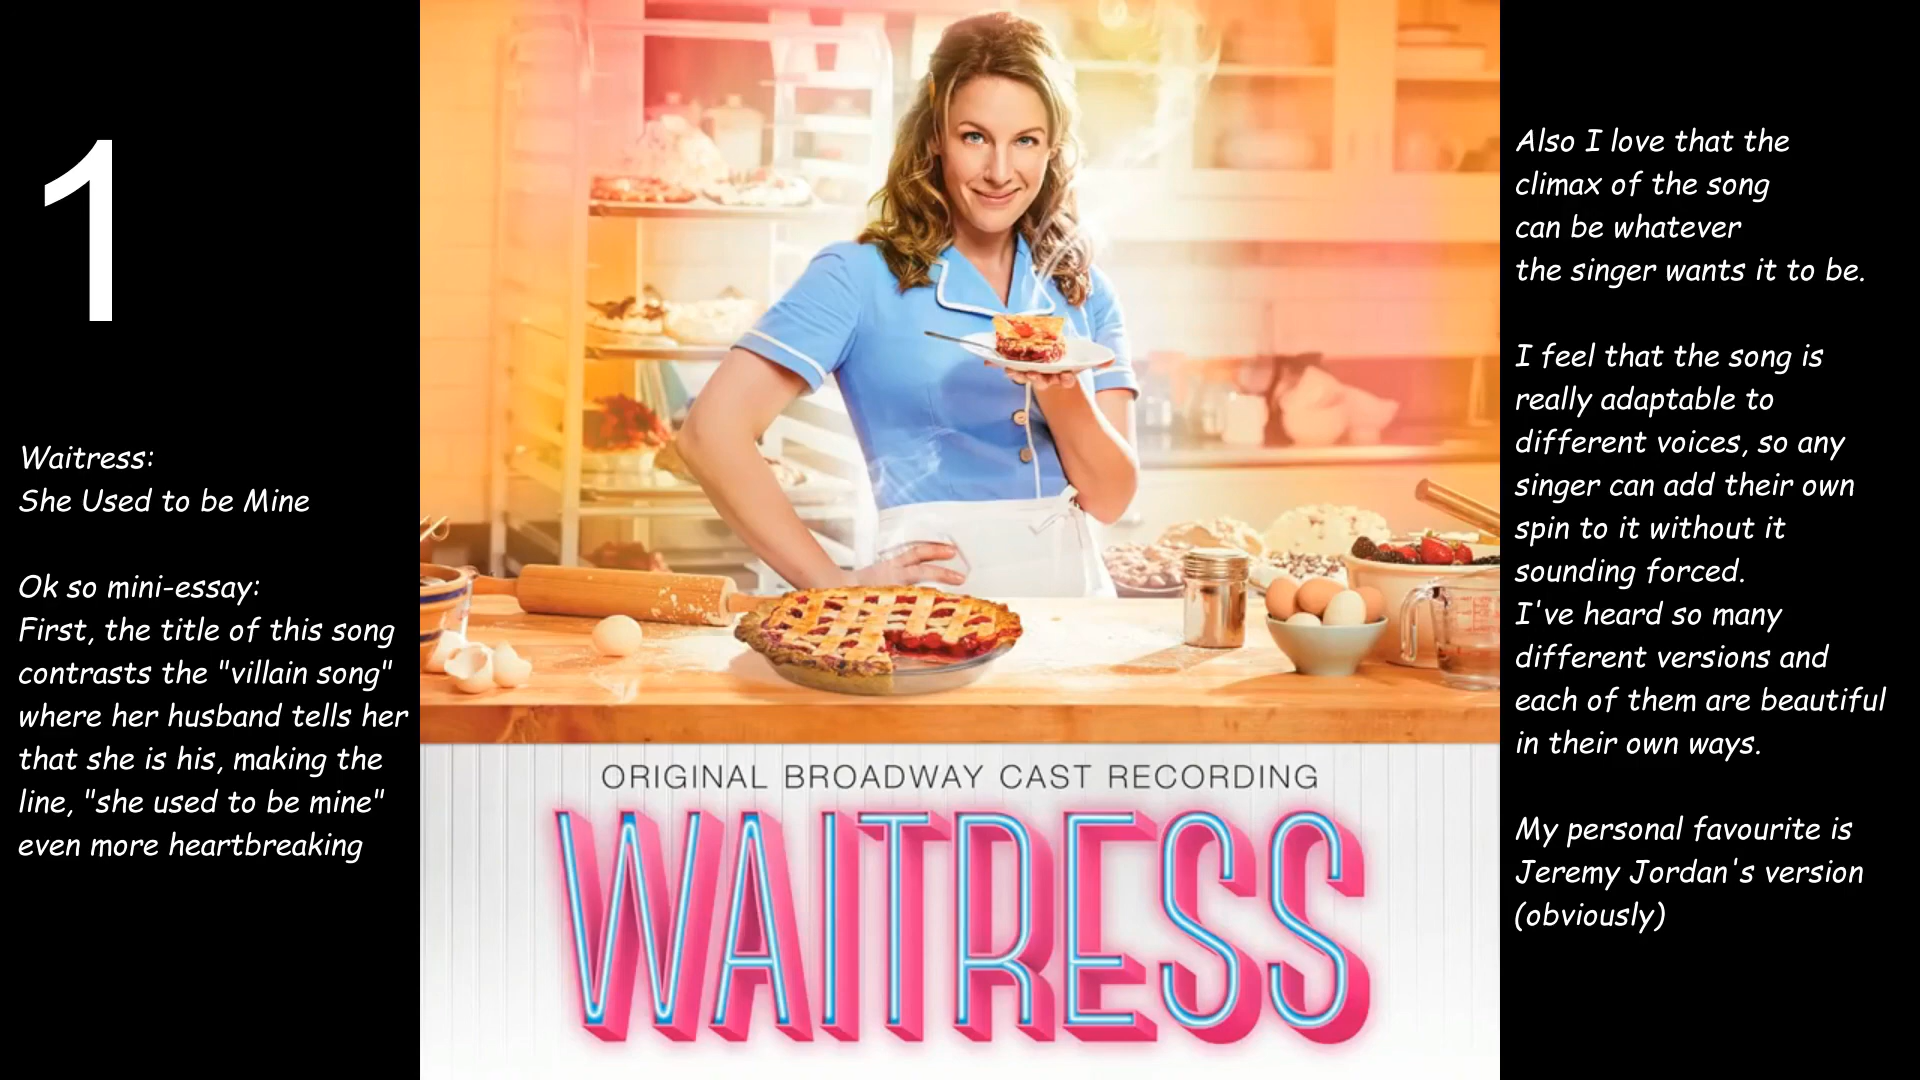 1
Waitress:
She Used to be Mine
Ok so mini-essay:
First, the title of this song
contrasts the "villain song"
where her husband tells her
that she is his, making the
line, "she used to be mine"
even more heartbreaking
ORIGINAL BROADWAY CAST RECORDING
WAITRESS
Also I love that the
climax of the song
can be whatever
the singer wants it to be.
I feel that the song is
really adaptable to
different voices, so any
singer can add their own
spin to it without it
sounding forced.
I've heard so many
different versions and
each of them are beautiful
in their own ways.
My personal favourite is
Jeremy Jordan's version
(obviously)